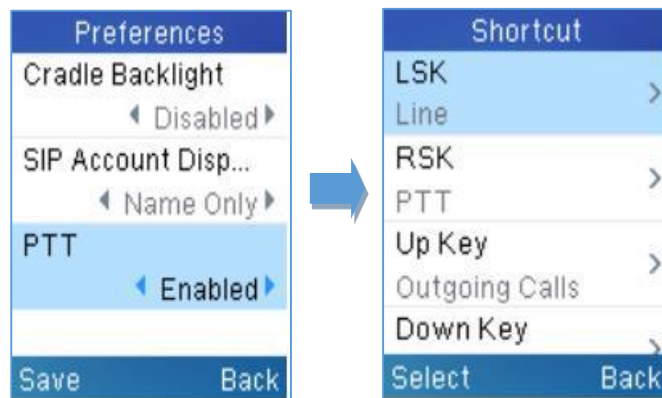 Preferences
Cradle Backlight
Disabled
SIP Account Disp...
Name Only
PTT
Enabled
Save Back
Shortcut
LSK
Line
RSK
PTT
Up Key
Outgoing Calls
Down Key
Select Back